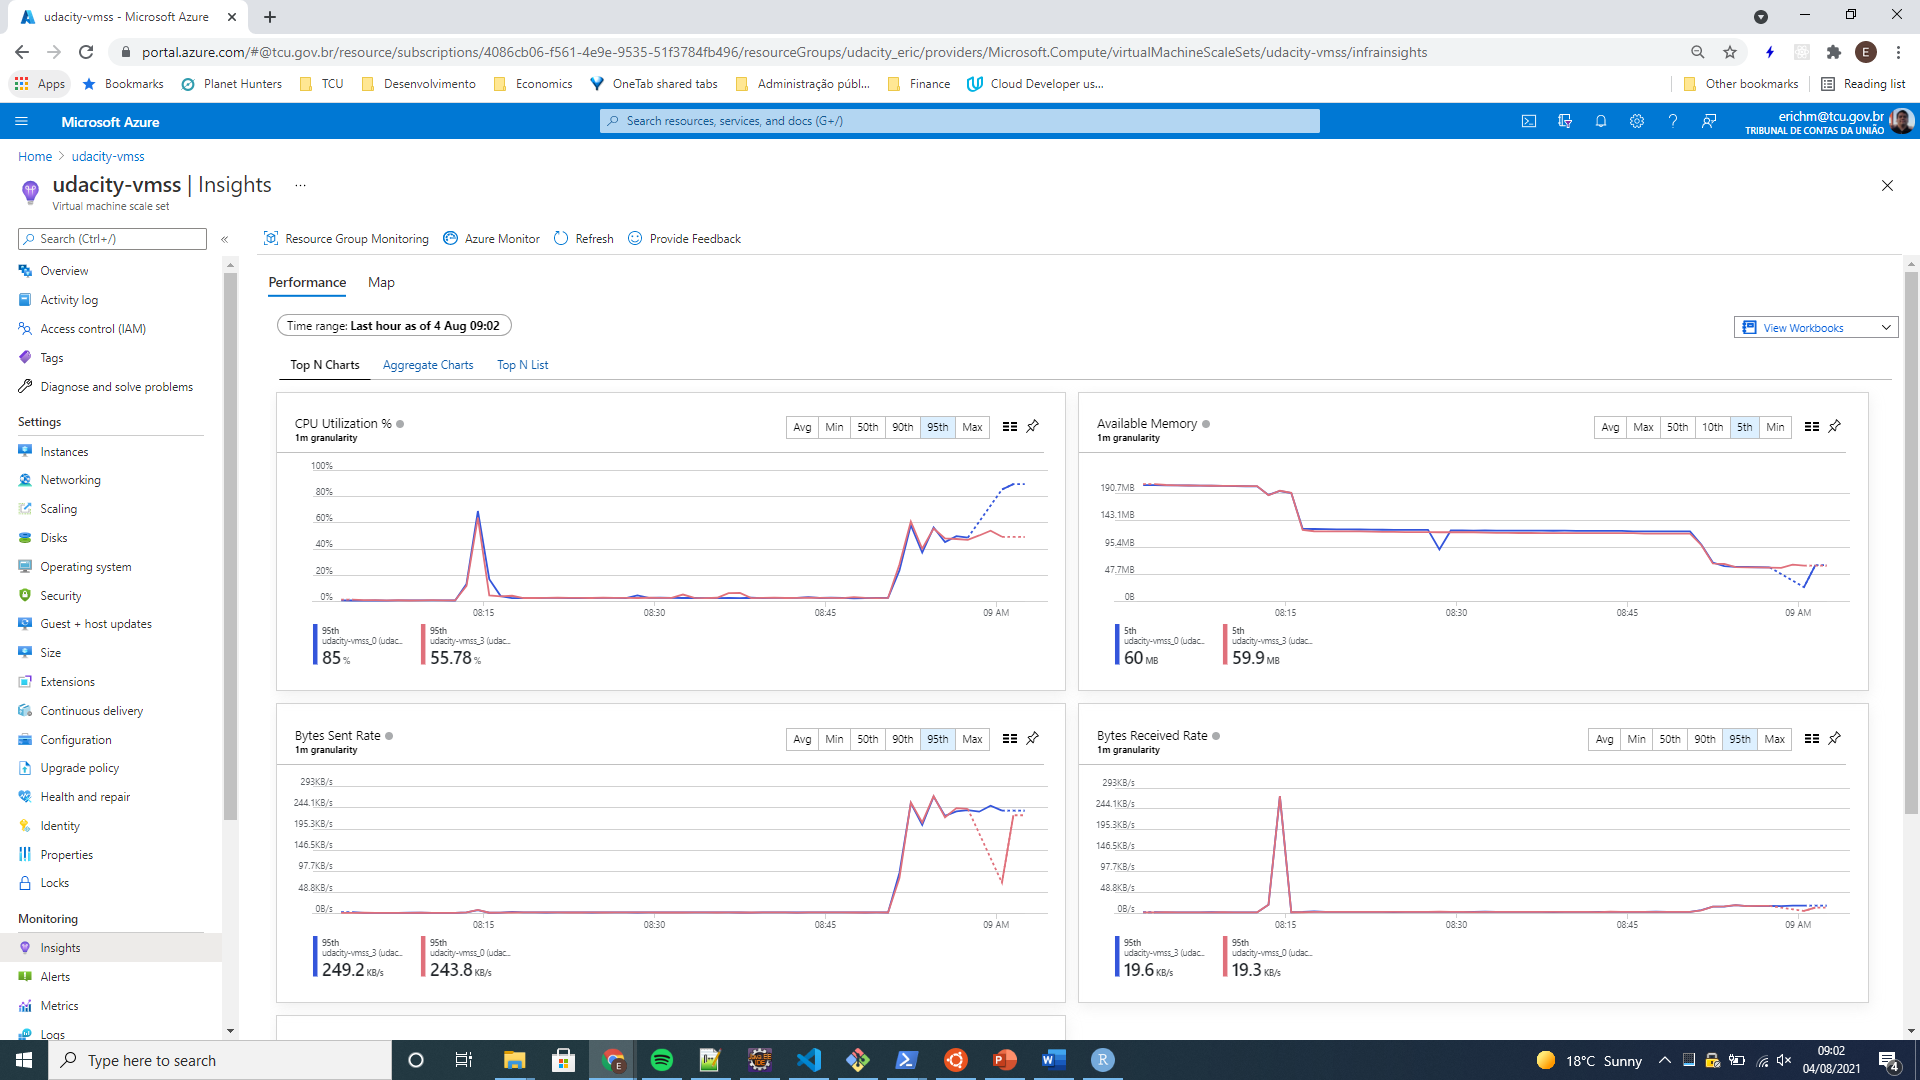 udacity-vmss - Microsoft Azure
portal.azure.com/#@tcu.gov.br/resource/subscriptions/4086cb06-f561-4e9e-9535-51f3784fb496/resourceGroups/udacity_eric/providers/Microsoft.Compute/virtualMachineScaleSets/udacity-vmss/infrainsights
E
Apps Bookmarks Planet Hunters TCU Desenvolvimento Economics OneTab shared tabs Administração públ... Finance Cloud Developer us... Other bookmarks Reading list
Microsoft Azure
Search resources, services, and docs (G+/)
erichm@tcu.gov.br
TRIBUNAL DE CONTAS DA UNIÃO
Home > udacity-vmss
udacity-vmss | Insights ...
Virtual machine scale set
Search (Ctrl+/)
«
Overview
Activity log
Access control (IAM)
Tags
Diagnose and solve problems
Settings
Instances
Networking
Scaling
Disks
Operating system
Security
Guest + host updates
Size
Extensions
Continuous delivery
Configuration
Upgrade policy
Health and repair
Identity
Properties
Locks
Monitoring
Insights
Alerts
Metrics
Logs
Resource Group Monitoring Azure Monitor Refresh Provide Feedback
Performance Map
Time range: Last hour as of 4 Aug 09:02
View Workbooks
Top N Charts Aggregate Charts Top N List
CPU Utilization %
1m granularity
Avg Min 50th 90th 95th Max
100%
80%
60%
40%
20%
0%
08:15 08:30 08:45 09 AM
95th
udacity-vmss_0 (udac...
85 %
95th
udacity-vmss_3 (udac...
55.78 %
Available Memory
1m granularity
Avg Max 50th 10th 5th Min
190.7MB
143.1MB
95.4MB
47.7MB
0B
08:15 08:30 08:45 09 AM
5th
udacity-vmss_0 (udac...
60 MB
5th
udacity-vmss_3 (udac...
59.9 MB
Bytes Sent Rate
1m granularity
Avg Min 50th 90th 95th Max
293KB/s
244.1KB/s
195.3KB/s
146.5KB/s
97.7KB/s
48.8KB/s
0B/s
08:15 08:30 08:45 09 AM
95th
udacity-vmss_3 (udac...
249.2 KB/s
95th
udacity-vmss_0 (udac...
243.8 KB/s
Bytes Received Rate
1m granularity
Avg Min 50th 90th 95th Max
293KB/s
244.1KB/s
195.3KB/s
146.5KB/s
97.7KB/s
48.8KB/s
0B/s
08:15 08:30 08:45 09 AM
95th
udacity-vmss_3 (udac...
19.6 KB/s
95th
udacity-vmss_0 (udac...
19.3 KB/s
Type here to search
18°C Sunny
09:02
04/08/2021
4